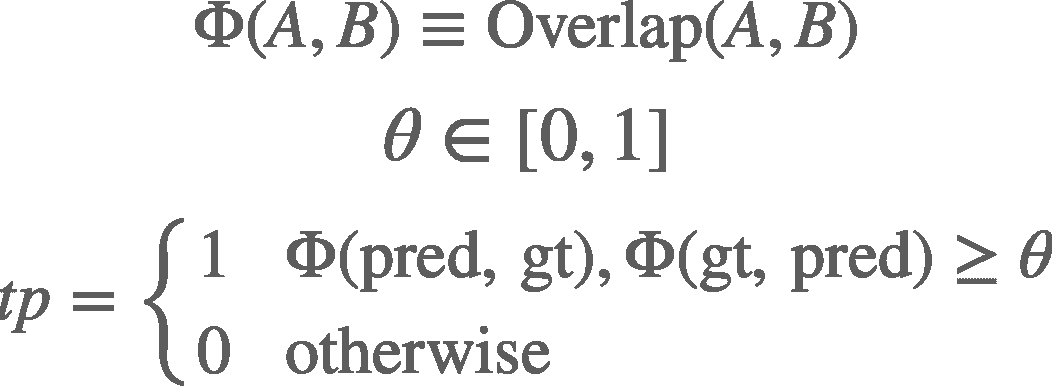 Φ(A, B) ≡ Overlap(A, B)
θ ∈ [0, 1]
tp = { 1 Φ(pred, gt), Φ(gt, pred) ≥ θ
0 otherwise